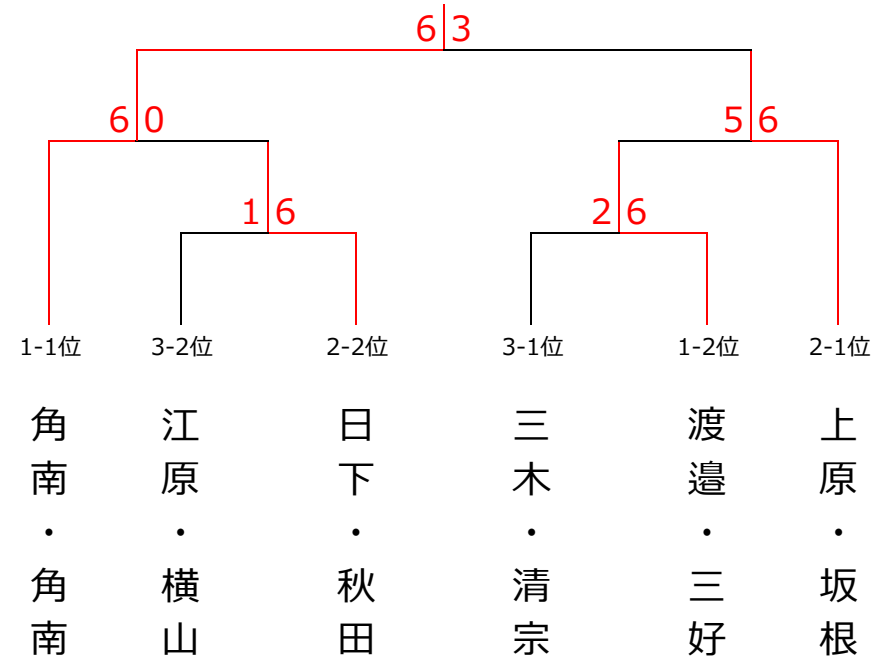 6 3
6 0
5 6
1 6
2 6
1-1位
3-2位
2-2位
3-1位
1-2位
2-1位
角南・角南
江原・横山
日下・秋田
三木・清宗
渡邉・三好
上原・坂根